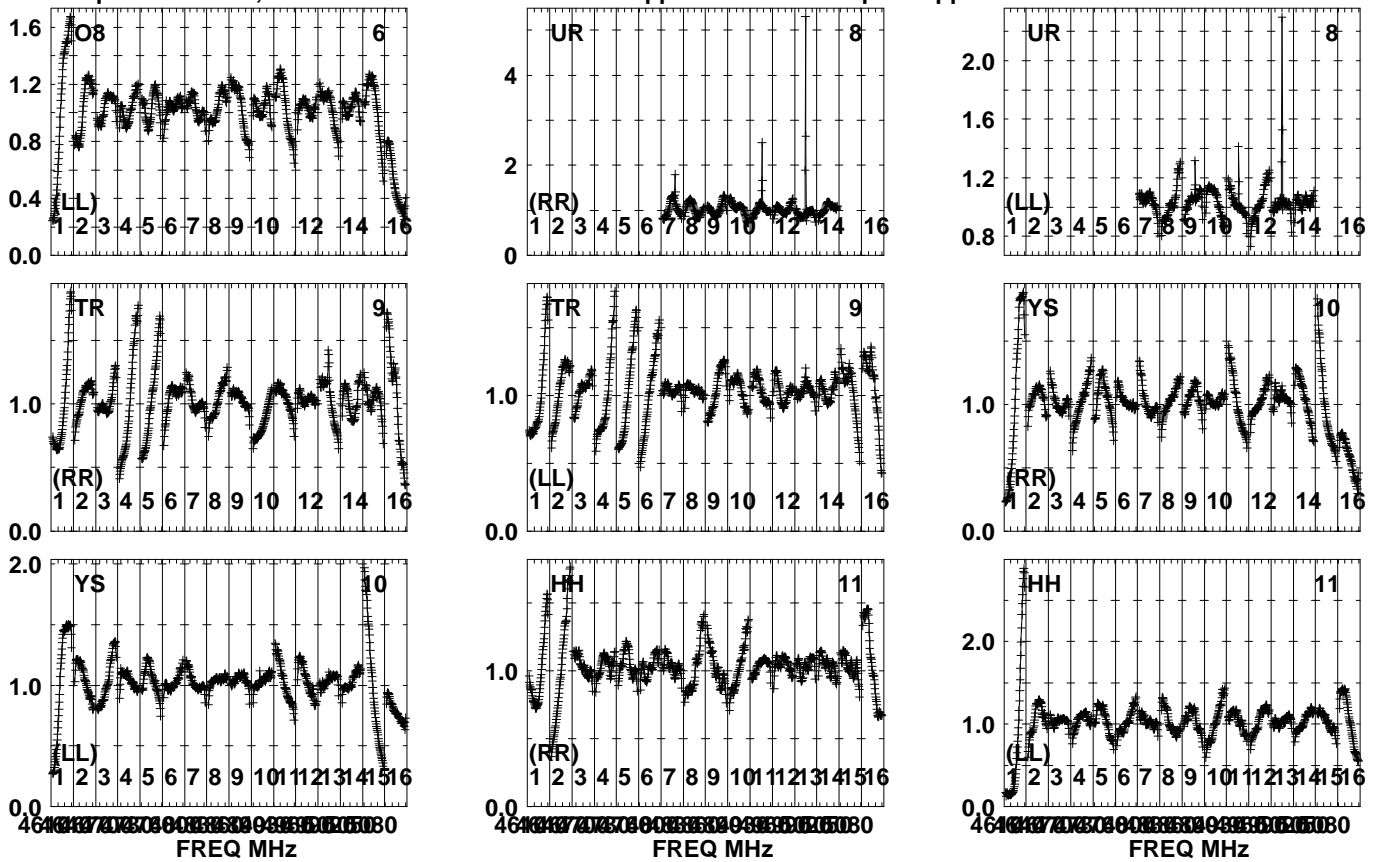 O8 6
1.6
1.2
0.8
0.4
0.0
(LL)
1 2 3 4 5 6 7 8 9 10 12 14 16
UR 8
4
2
0
(RR)
1 2 3 4 5 6 7 8 9 10 12 14 16
UR 8
2.0
1.6
1.2
0.8
(LL)
1 2 3 4 5 6 7 8 9 10 12 14 16
TR 9
1.0
0.0
(RR)
1 2 3 4 5 6 7 8 9 10 12 14 16
TR 9
1.0
0.0
(LL)
1 2 3 4 5 6 7 8 9 10 12 14 16
YS 10
1.0
0.0
(RR)
1 2 3 4 5 6 7 8 9 10 12 14 16
YS 10
2.0
1.0
0.0
(LL)
1 2 3 4 5 6 7 8 9 10 11 12 13 14 15 16
FREQ MHz
HH 11
1.0
0.0
(RR)
1 2 3 4 5 6 7 8 9 10 11 12 13 14 15 16
FREQ MHz
HH 11
2.0
1.0
0.0
(LL)
1 2 3 4 5 6 7 8 9 10 11 12 13 14 15 16
FREQ MHz